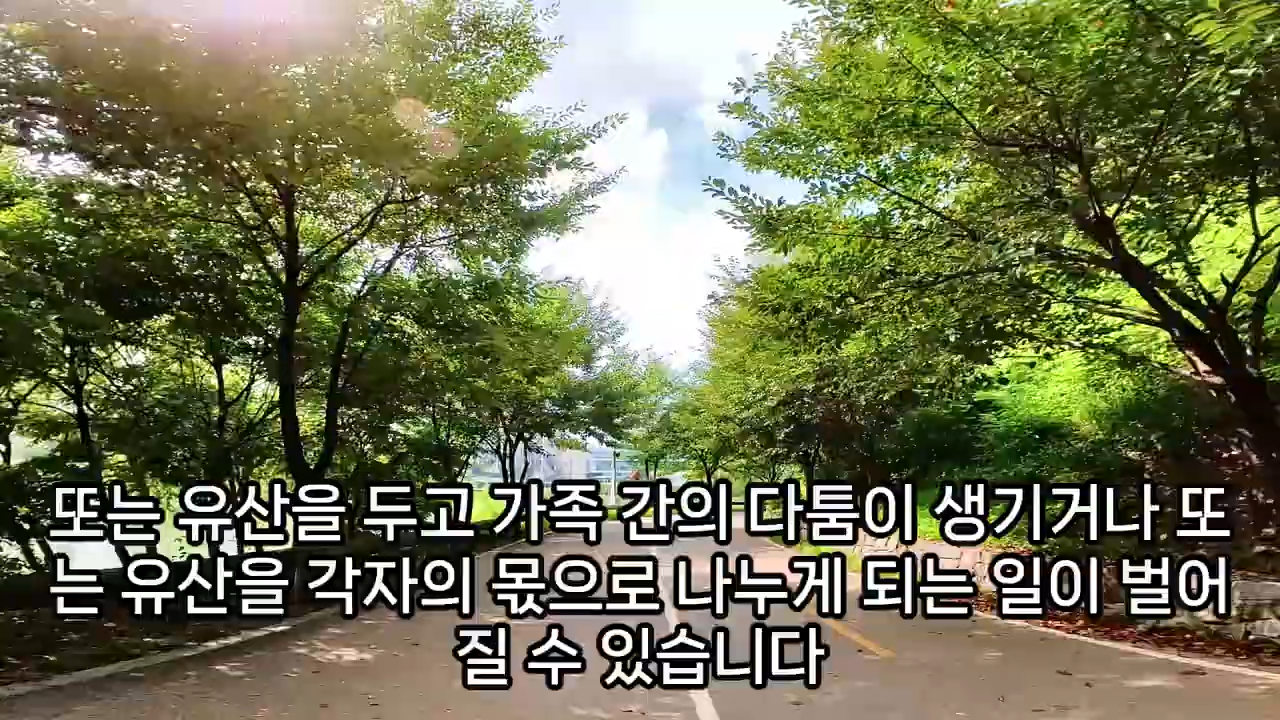 또는 유산을 두고 가족 간의 다툼이 생기거나 또
는 유산을 각자의 몫으로 나누게 되는 일이 벌어
질 수 있습니다